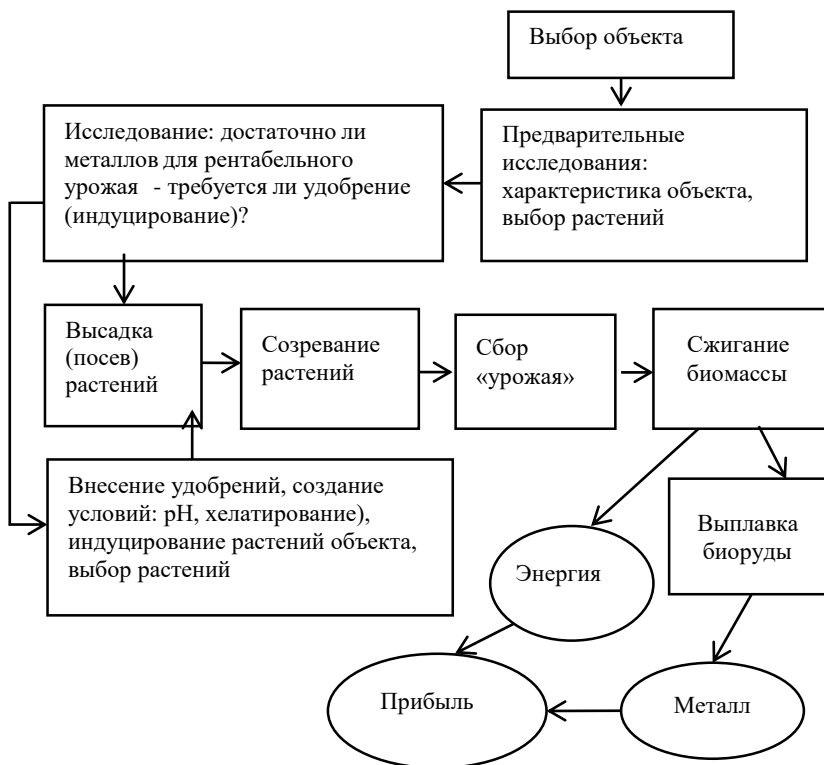 Выбор объекта
Предварительные
исследования:
характеристика объекта,
выбор растений
Исследование: достаточно ли
металлов для рентабельного
урожая - требуется ли удобрение
(индуцирование)?
Высадка
(посев)
растений
Созревание
растений
Сбор
«урожая»
Сжигание
биомассы
Внесение удобрений, создание
условий: pH, хелатирование),
индуцирование растений объекта,
выбор растений
Энергия
Выплавка
биоруды
Прибыль
Металл